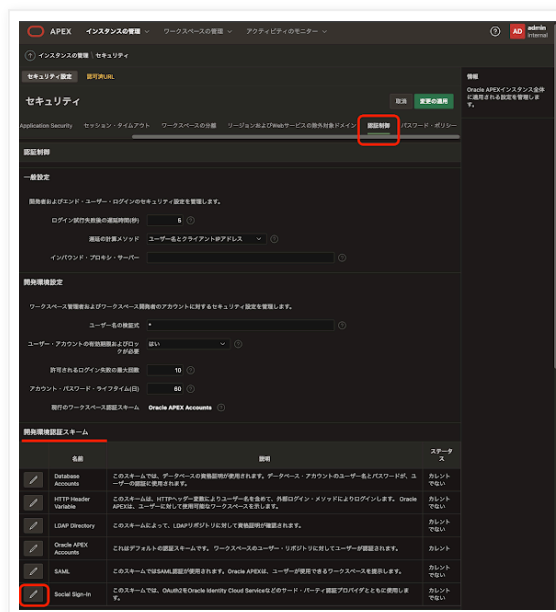 APEX インスタンスの管理 ワークスペースの管理 アクティビティのモニター AD admin Internal
インスタンスの管理 セキュリティ
セキュリティ設定 認可済URL
情報
Oracle APEXインスタンス全体に適用される設定を管理します。
セキュリティ 取消 変更の適用
Application Security セッション・タイムアウト ワークスペースの分離 リージョンおよびWebサービスの除外対象ドメイン 認証制御 パスワード・ポリシー
認証制御
一般設定
開発者およびエンド・ユーザー・ログインのセキュリティ設定を管理します。
ログイン試行失敗後の遅延時間(秒) 5
遅延の計算メソッド ユーザー名とクライアントIPアドレス
インバウンド・プロキシ・サーバー
開発環境設定
ワークスペース管理者およびワークスペース開発者のアカウントに対するセキュリティ設定を管理します。
ユーザー名の検証式 *
ユーザー・アカウントの有効期限およびロックが必要 はい
許可されるログイン失敗の最大回数 10
アカウント・パスワード・ライフタイム(日) 60
現行のワークスペース認証スキーム Oracle APEX Accounts
開発環境認証スキーム
名前 説明 ステータス
Database Accounts このスキームでは、データベースの資格証明が使用されます。データベース・アカウントのユーザー名とパスワードが、ユーザーの認証に使用されます。 カレントでない
HTTP Header Variable このスキームは、HTTPヘッダー変数によりユーザー名を含めて、外部ログイン・メソッドによりログインします。Oracle APEXは、ユーザーに対して使用可能なワークスペースを示します。 カレントでない
LDAP Directory このスキームによって、LDAPリポジトリに対して資格証明が確認されます。 カレントでない
Oracle APEX Accounts これはデフォルトの認証スキームです。ワークスペースのユーザー・リポジトリに対してユーザーが認証されます。 カレント
SAML このスキームではSAML認証が使用されます。Oracle APEXは、ユーザーが使用できるワークスペースを提示します。 カレントでない
Social Sign-In このスキームでは、OAuth2をOracle Identity Cloud Serviceなどのサード・パーティ認証プロバイダとともに使用します。 カレントでない